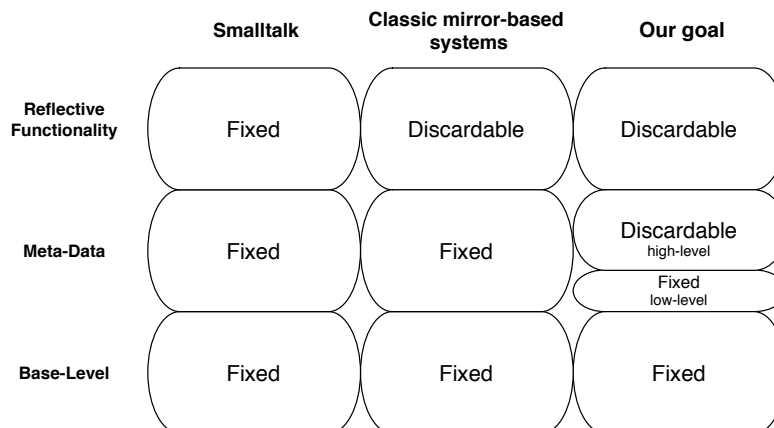 Smalltalk
Classic mirror-based
systems
Our goal
Reflective
Functionality
Fixed
Discardable
Discardable
Meta-Data
Fixed
Fixed
Discardable
high-level
Fixed
low-level
Base-Level
Fixed
Fixed
Fixed